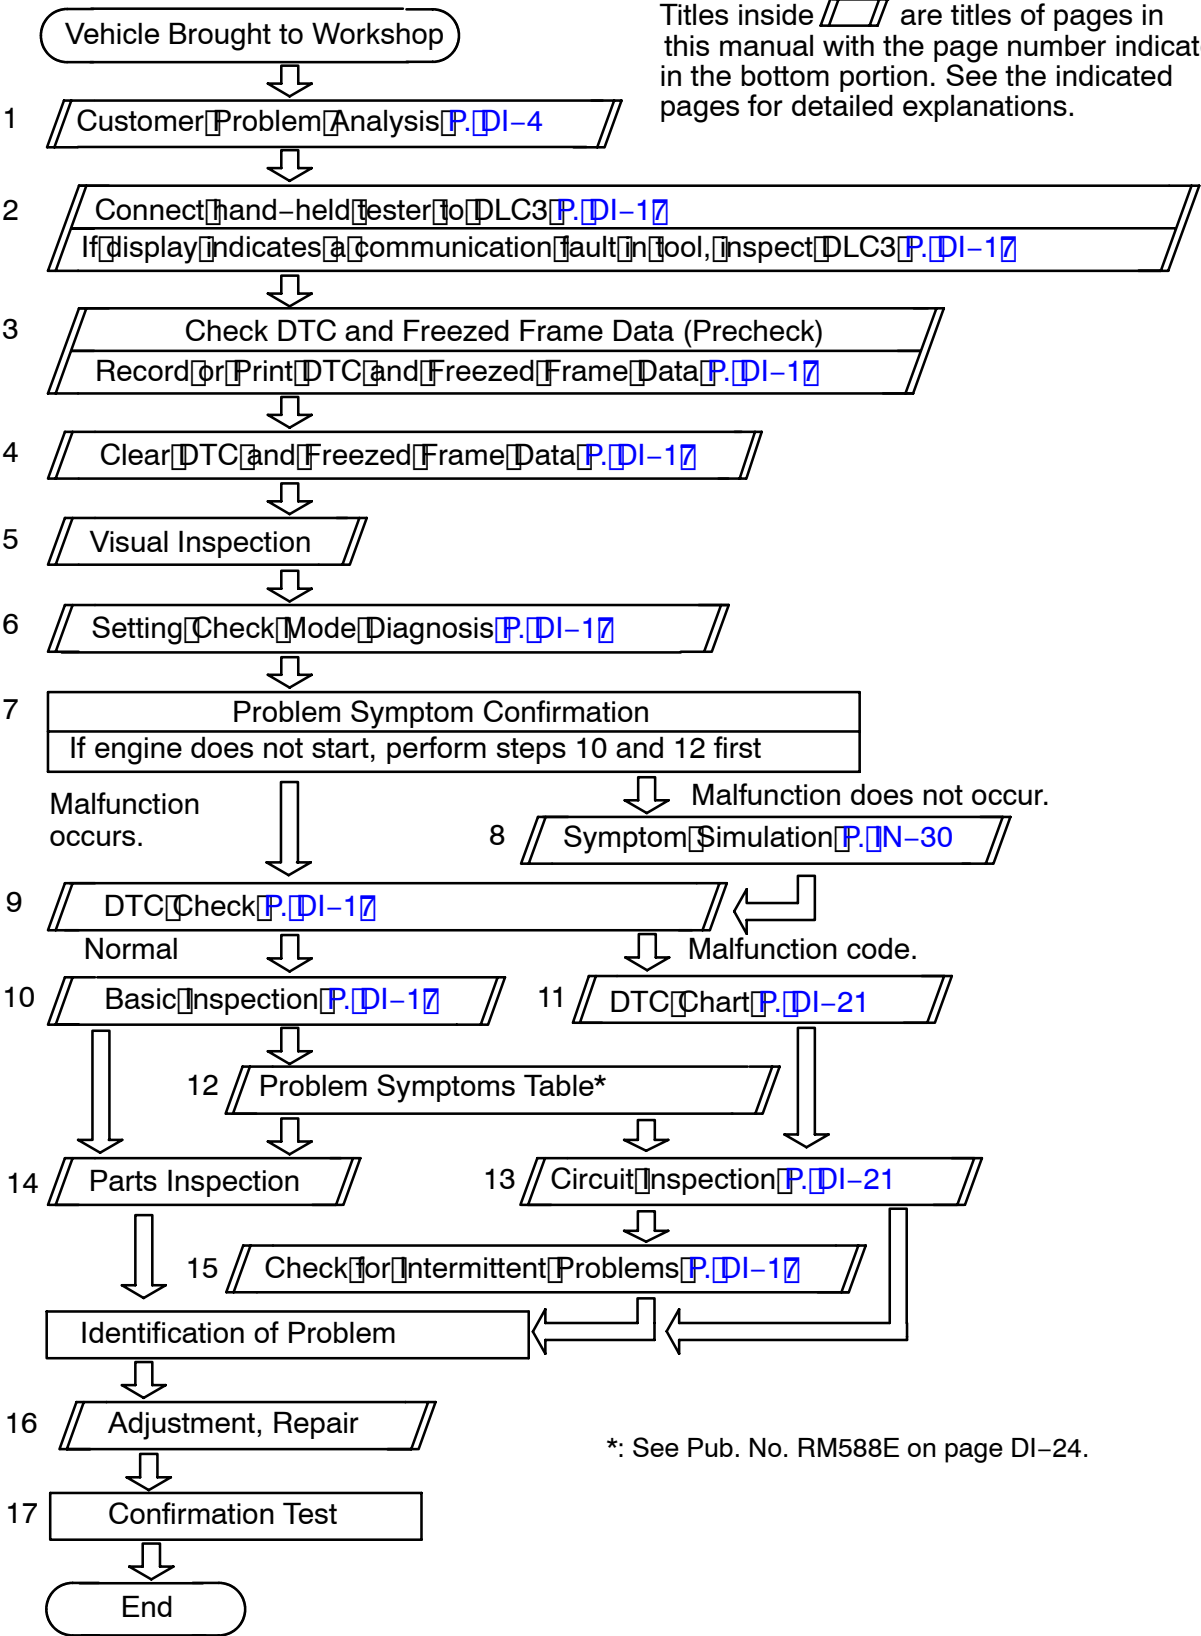 Titles inside are titles of pages in
this manual with the page number indicat
in the bottom portion. See the indicated
pages for detailed explanations.
Vehicle Brought to Workshop
1 Customer Problem Analysis P. DI−4
2 Connect hand−held tester to DLC3 P. DI−17
If display indicates a communication fault in tool, inspect DLC3 P. DI−17
3 Check DTC and Freezed Frame Data (Precheck)
Record or Print DTC and Freezed Frame Data P. DI−17
4 Clear DTC and Freezed Frame Data P. DI−17
5 Visual Inspection
6 Setting Check Mode Diagnosis P. DI−17
7 Problem Symptom Confirmation
If engine does not start, perform steps 10 and 12 first
Malfunction
occurs.
Malfunction does not occur.
8 Symptom Simulation P. IN−30
9 DTC Check P. DI−17
Normal
Malfunction code.
10 Basic Inspection P. DI−17
11 DTC Chart P. DI−21
12 Problem Symptoms Table*
14 Parts Inspection
13 Circuit Inspection P. DI−21
15 Check for Intermittent Problems P. DI−17
Identification of Problem
16 Adjustment, Repair
*: See Pub. No. RM588E on page DI−24.
17 Confirmation Test
End